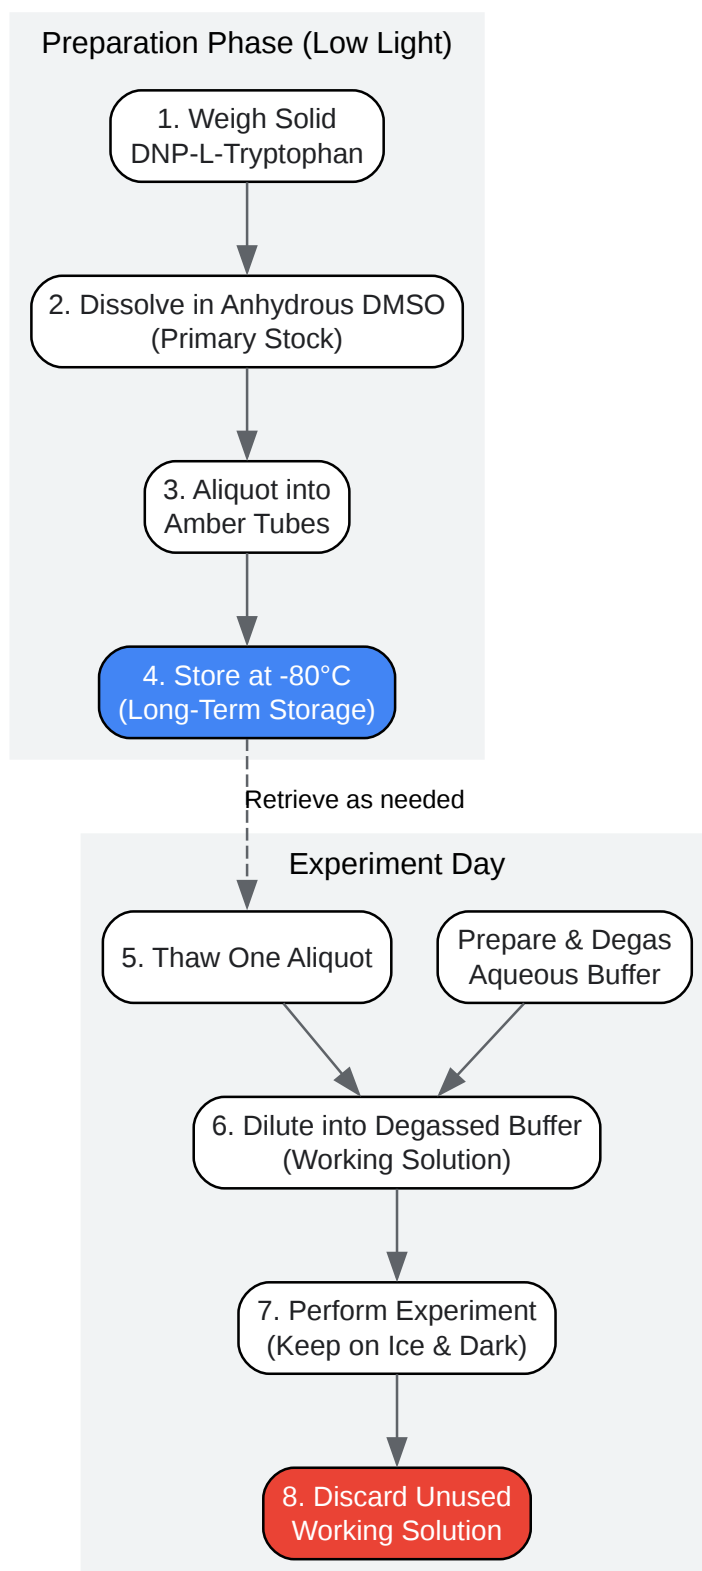 Preparation Phase (Low Light)
1. Weigh Solid
DNP-L-Tryptophan
2. Dissolve in Anhydrous DMSO
(Primary Stock)
3. Aliquot into
Amber Tubes
4. Store at -80°C
(Long-Term Storage)
Retrieve as needed
Experiment Day
5. Thaw One Aliquot
Prepare & Degas
Aqueous Buffer
6. Dilute into Degassed Buffer
(Working Solution)
7. Perform Experiment
(Keep on Ice & Dark)
8. Discard Unused
Working Solution